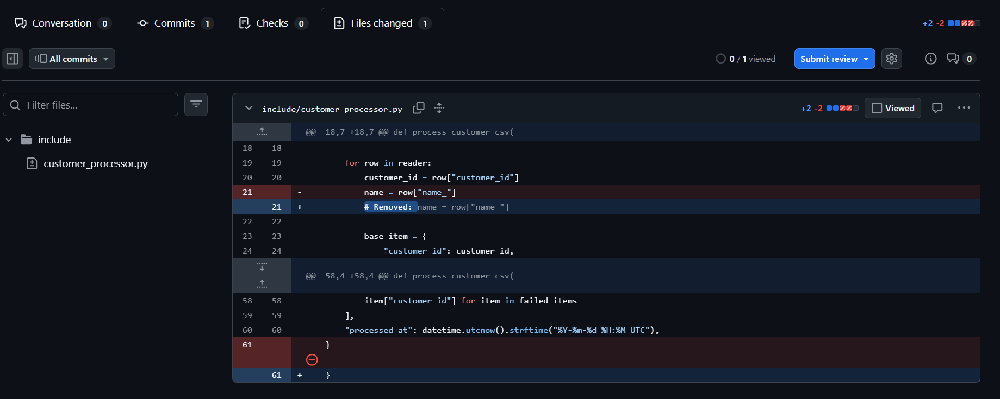 Conversation 0 Commits 1 Checks 0 Files changed 1 +2 -2
All commits 0 / 1 viewed Submit review 0
Filter files...
include
customer_processor.py
include/customer_processor.py +2 -2 Viewed
@@ -18,7 +18,7 @@ def process_customer_csv(
18 18
19 19 for row in reader:
20 20 customer_id = row["customer_id"]
21 - name = row["name_"]
21 + # Removed: name = row["name_"]
22 22
23 23 base_item = {
24 24 "customer_id": customer_id,
@@ -58,4 +58,4 @@ def process_customer_csv(
58 58 item["customer_id"] for item in failed_items
59 59 ],
60 60 "processed_at": datetime.utcnow().strftime("%Y-%m-%d %H:%M UTC"),
61 - }
61 + }